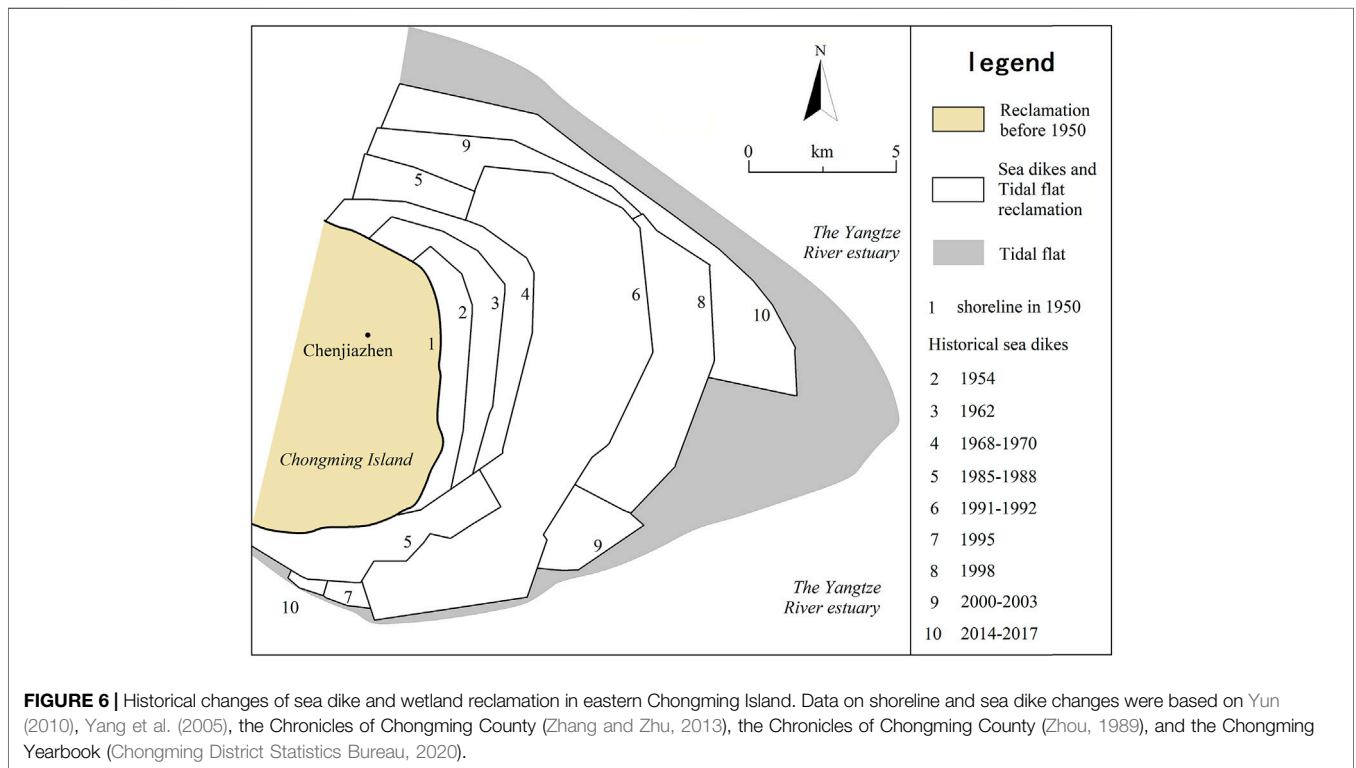 N
0 km 5
9
5
The Yangtze
River estuary
2
3
4
6
8
10
1
Chenjiazhen
Chongming Island
5
9
10
7
The Yangtze
River estuary
legend
Reclamation
before 1950
Sea dikes and
Tidal flat
reclamation
Tidal flat
1 shoreline in 1950
Historical sea dikes
2 1954
3 1962
4 1968-1970
5 1985-1988
6 1991-1992
7 1995
8 1998
9 2000-2003
10 2014-2017
FIGURE 6 | Historical changes of sea dike and wetland reclamation in eastern Chongming Island. Data on shoreline and sea dike changes were based on Yun
(2010), Yang et al. (2005), the Chronicles of Chongming County (Zhang and Zhu, 2013), the Chronicles of Chongming County (Zhou, 1989), and the Chongming
Yearbook (Chongming District Statistics Bureau, 2020).